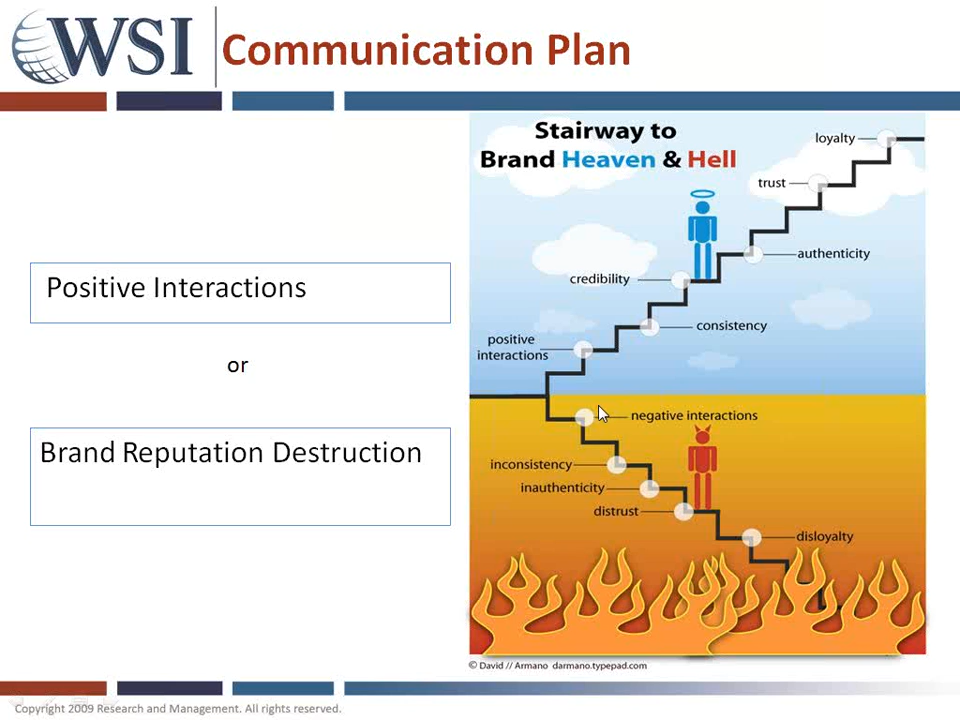 WSI
Communication Plan
Positive Interactions
or
Brand Reputation Destruction
Stairway to
Brand Heaven & Hell
loyalty
trust
authenticity
credibility
consistency
positive
interactions
negative interactions
inconsistency
inauthenticity
distrust
disloyalty
© David // Armano darmano.typepad.com
Copyright 2009 Research and Management. All rights reserved.